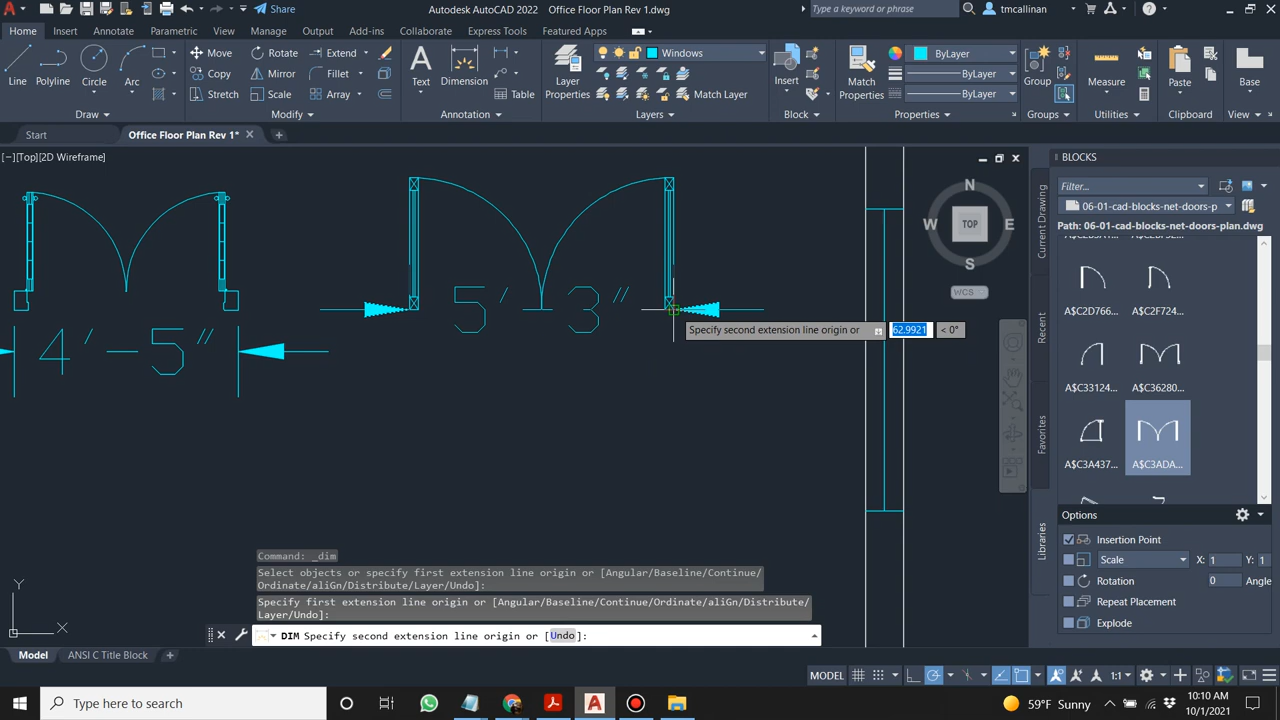 Share
Autodesk AutoCAD 2022 Office Floor Plan Rev 1.dwg
Type a keyword or phrase
tmcallinan
Home Insert Annotate Parametric View Manage Output Add-ins Collaborate Express Tools Featured Apps
Line Polyline Circle Arc
Move Rotate Extend
Copy Mirror Fillet
Stretch Scale Array
Text Dimension Table
Layer Properties
Windows
Match Layer
Insert
Match Properties
ByLayer
ByLayer
ByLayer
Group Measure Paste Base
Draw Modify Annotation Layers Block Properties Groups Utilities Clipboard View
Start Office Floor Plan Rev 1*
[−][Top][2D Wireframe]
N
W TOP E
S
WCS
4'-5"
5' 3"
Specify second extension line origin or 62.9921 < 0°
BLOCKS
Filter...
06-01-cad-blocks-net-doors-p
Path: 06-01-cad-blocks-net-doors-plan.dwg
A$C2D766... A$C2F724...
A$C33124... A$C36280...
A$C3A437... A$C3ADA...
Current Drawing
Recent
Favorites
Libraries
Options
Insertion Point
Scale X: 1 Y: 1
Rotation 0 Angle
Repeat Placement
Explode
Command: _dim
Select objects or specify first extension line origin or [Angular/Baseline/Continue/
Ordinate/aliGn/Distribute/Layer/Undo]:
Specify first extension line origin or [Angular/Baseline/Continue/Ordinate/aliGn/Distribute/
Layer/Undo]:
DIM Specify second extension line origin or [Undo]:
Y
X
Model ANSI C Title Block
MODEL 1:1
Type here to search
59°F Sunny
10:10 AM
10/1/2021